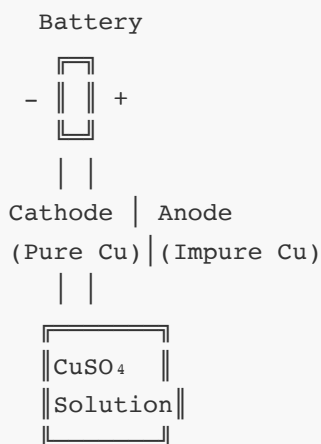 Battery
- +
Cathode | Anode
(Pure Cu)|(Impure Cu)
CuSO₄
Solution